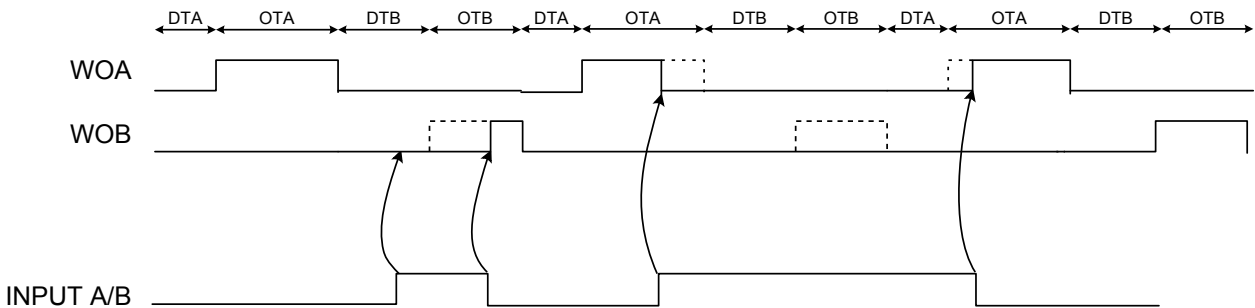 DTA OTA DTB OTB DTA OTA DTB OTB DTA OTA DTB OTB
WOA
WOB
INPUT A/B